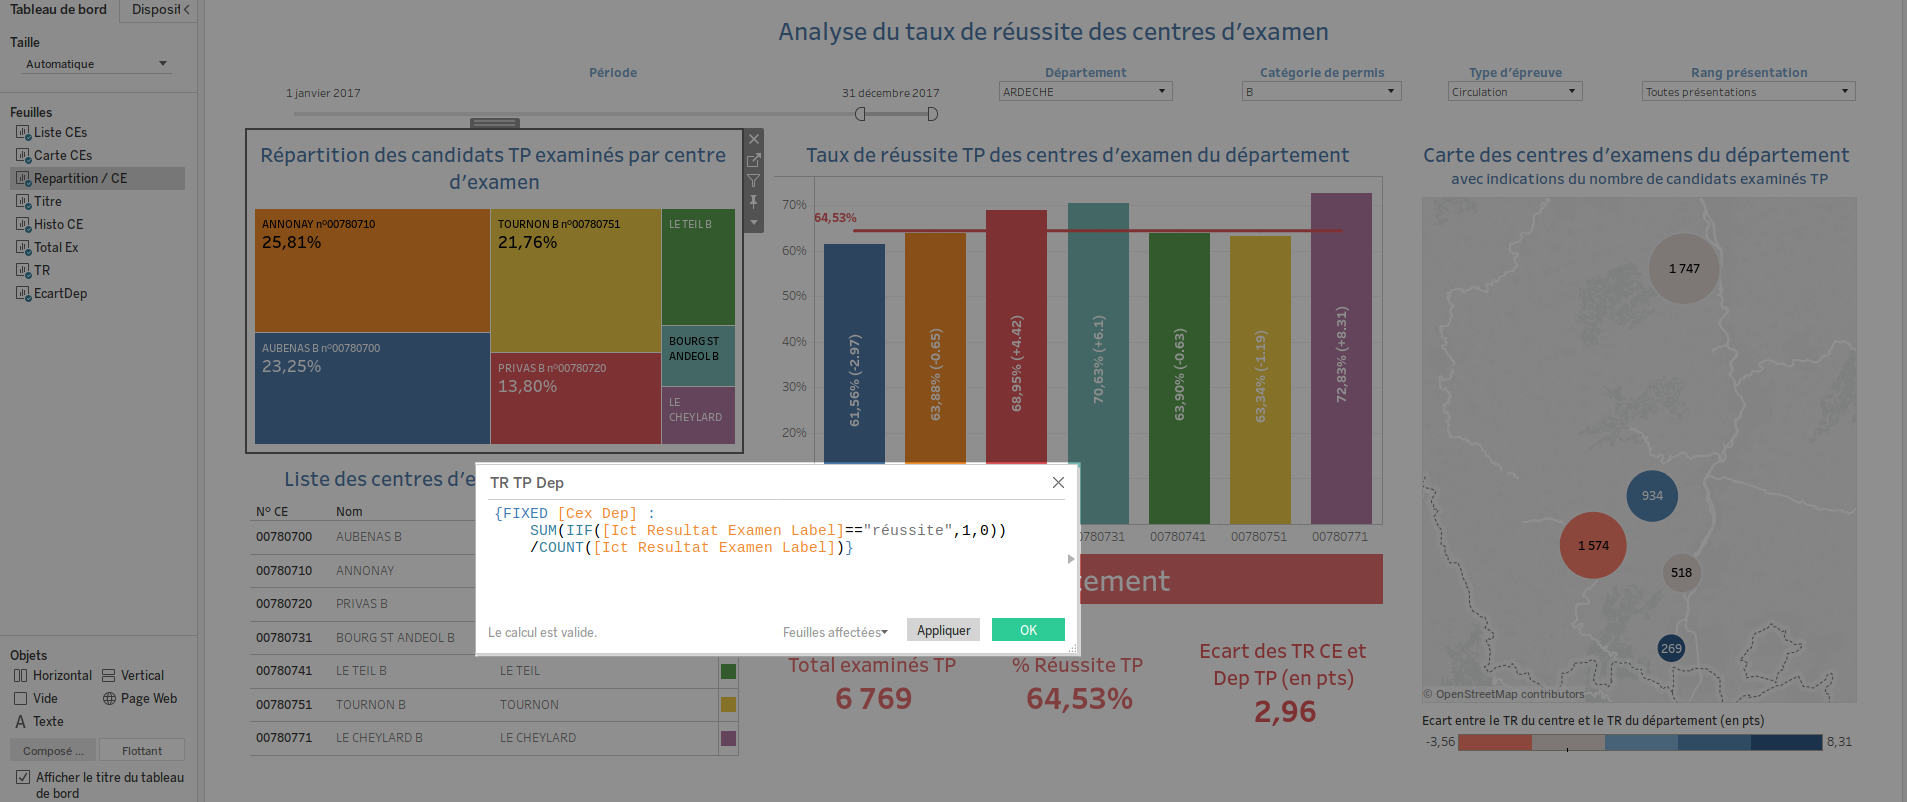 Tableau de bord
Disposit
Taille
Automatique
Feuilles
Liste CEs
Carte CEs
Repartition / CE
Titre
Histo CE
Total Ex
TR
EcartDep
Objets
Horizontal
Vertical
Vide
Page Web
Texte
Composé ...
Flottant
Afficher le titre du tableau
de bord
Analyse du taux de réussite des centres d'examen
Période
1 janvier 2017
31 décembre 2017
Département
ARDECHE
Catégorie de permis
B
Type d'épreuve
Circulation
Rang présentation
Toutes présentations
Répartition des candidats TP examinés par centre
d'examen
ANNONAY nº00780710
25,81%
TOURNON B nº00780751
21,76%
LE TEIL B
AUBENAS B nº00780700
23,25%
PRIVAS B nº00780720
13,80%
BOURG ST
ANDEOL B
LE
CHEYLARD
Taux de réussite TP des centres d'examen du département
70%
64,53%
60%
50%
40%
30%
20%
61,56% (-2.97)
63,88% (-0.65)
68,95% (+4.42)
70,63% (+6.1)
63,90% (-0.63)
63,34% (-1.19)
72,83% (+8.31)
00780741
00780751
00780771
Carte des centres d'examens du département
avec indications du nombre de candidats examinés TP
1 747
934
1 574
518
269
© OpenStreetMap contributors
Ecart entre le TR du centre et le TR du département (en pts)
-3,56
8,31
Liste des centres d'e
Nº CE
Nom
00780700
AUBENAS B
00780710
ANNONAY
00780720
PRIVAS B
00780731
BOURG ST ANDEOL B
00780741
LE TEIL B
LE TEIL
00780751
TOURNON B
TOURNON
00780771
LE CHEYLARD B
LE CHEYLARD
TR TP Dep
{FIXED [Cex Dep] :
SUM(IIF([Ict Resultat Examen Label]=="réussite",1,0))
/COUNT([Ict Resultat Examen Label])}
Le calcul est valide.
Feuilles affectées
Appliquer
OK
tement
Total examinés TP
6 769
% Réussite TP
64,53%
Ecart des TR CE et
Dep TP (en pts)
2,96